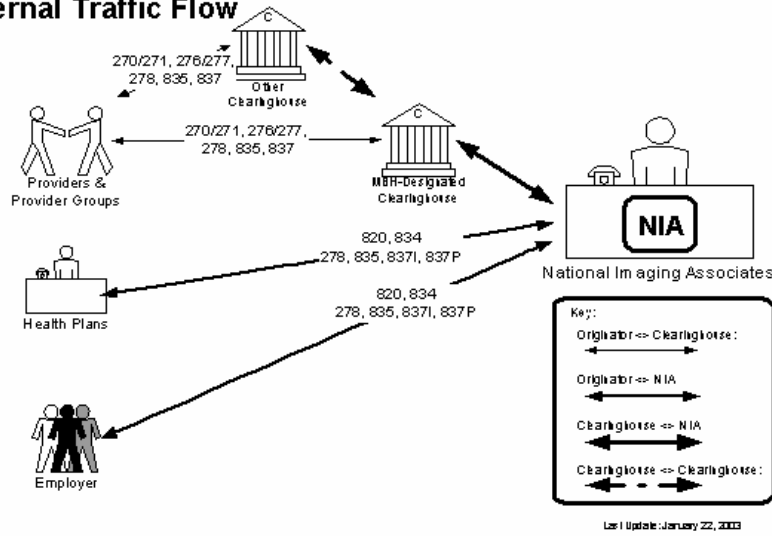 ernal Traffic Flow
C
270/271, 276/277,
278, 835, 837
Other
Clearinghouse
C
270/271, 276/277,
278, 835, 837
MBH-Designated
Clearinghouse
Providers &
Provider Groups
NIA
National Imaging Associates
820, 834
278, 835, 837I, 837P
Health Plans
820, 834
278, 835, 837I, 837P
Employer
Key:
Originator <> Clearinghouse:
Originator <> NIA
Clearinghouse <> NIA
Clearinghouse <> Clearinghouse:
Last Update: January 22, 2003